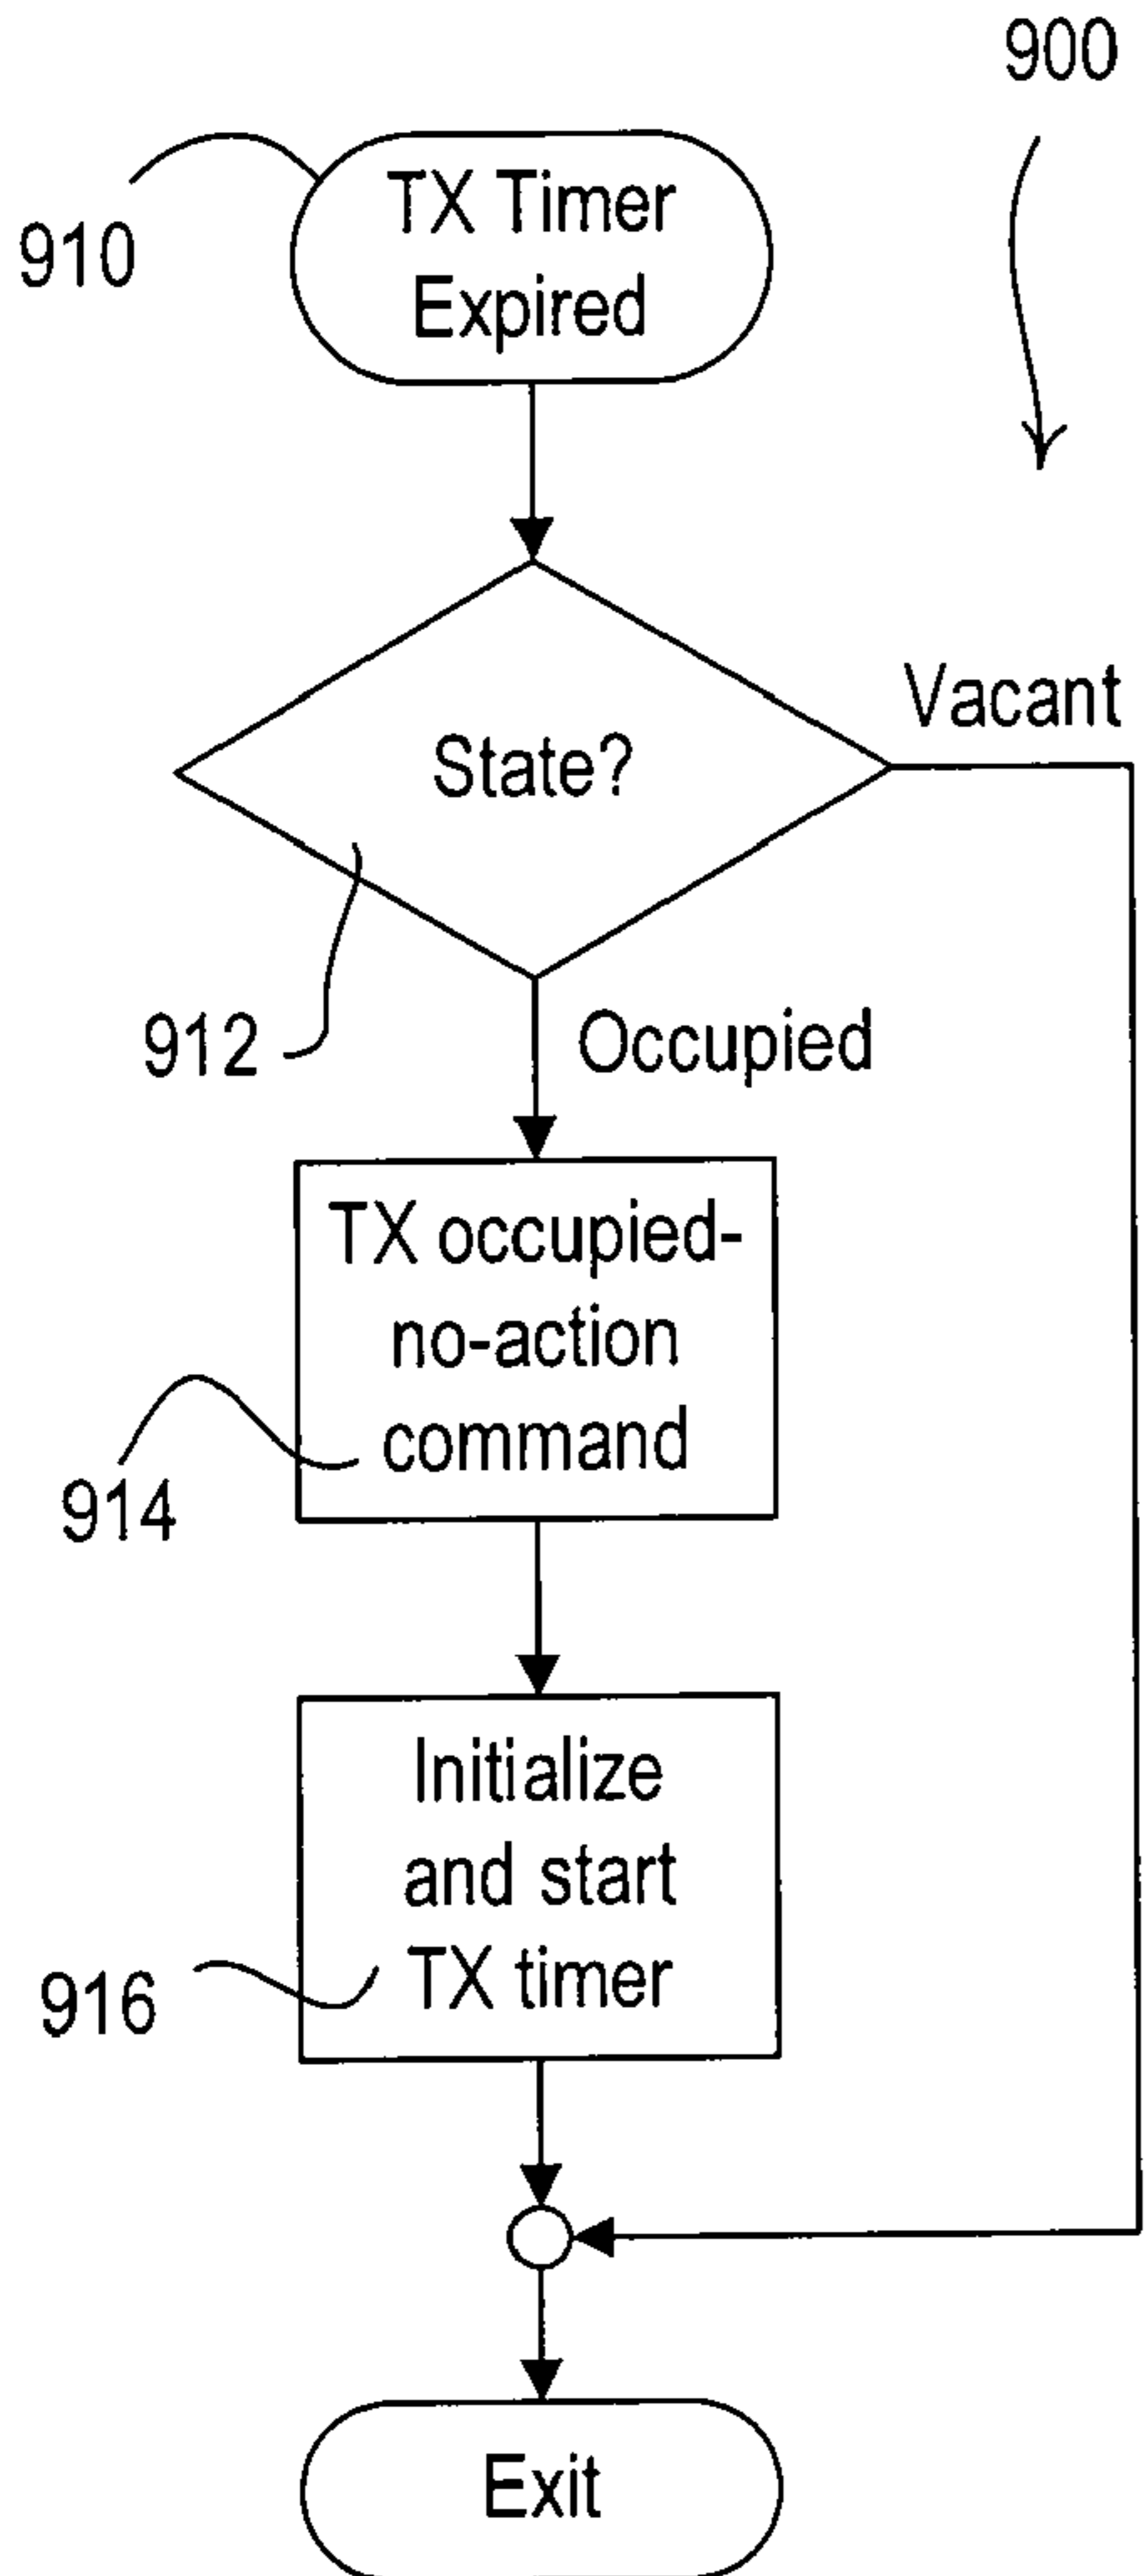 900
TX Timer
Expired
910
Vacant
State?
912
Occupied
TX occupied-
no-action
command
914
Initialize
and start
TX timer
916
Exit